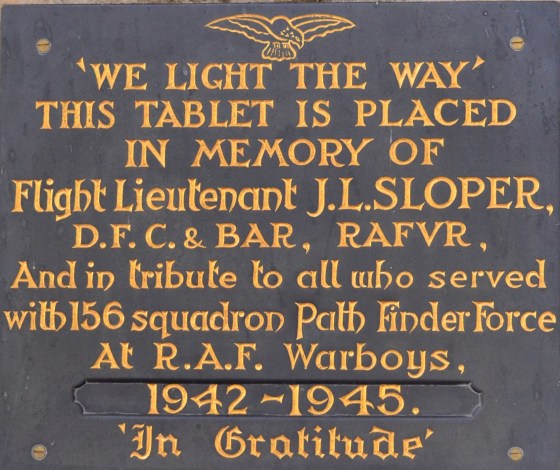 'WE LIGHT THE WAY'
THIS TABLET IS PLACED
IN MEMORY OF
Flight Lieutenant J.L.SLOPER,
D.F.C. & BAR, RAFVR,
And in tribute to all who served
with 156 squadron Path Finder Force
At R.A.F. Warboys,
1942-1945.
'In Gratitude'